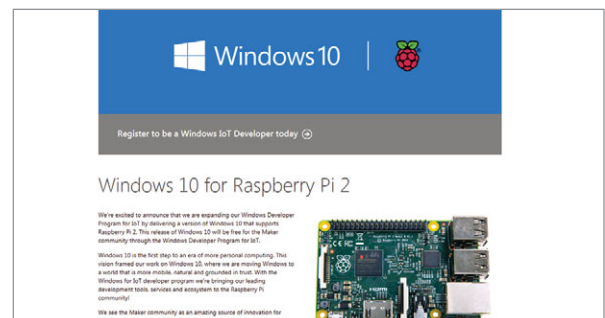 Windows 10
Register to be a Windows IoT Developer today
Windows 10 for Raspberry Pi 2
We're excited to announce that we are expanding our Windows Developer
Program for IoT by delivering a version of Windows 10 that supports
Raspberry Pi 2. This release of Windows 10 will be free for the Maker
community through the Windows Developer Program for IoT.
Windows 10 is the first step to an era of more personal computing. This
vision framed our work on Windows 10, where we are moving Windows to
a world that is more mobile, natural and grounded in trust. With the
Windows for IoT developer program we're bringing our leading
development tools, services and ecosystem to the Raspberry Pi
community!
We see the Maker community as an amazing source of innovation for